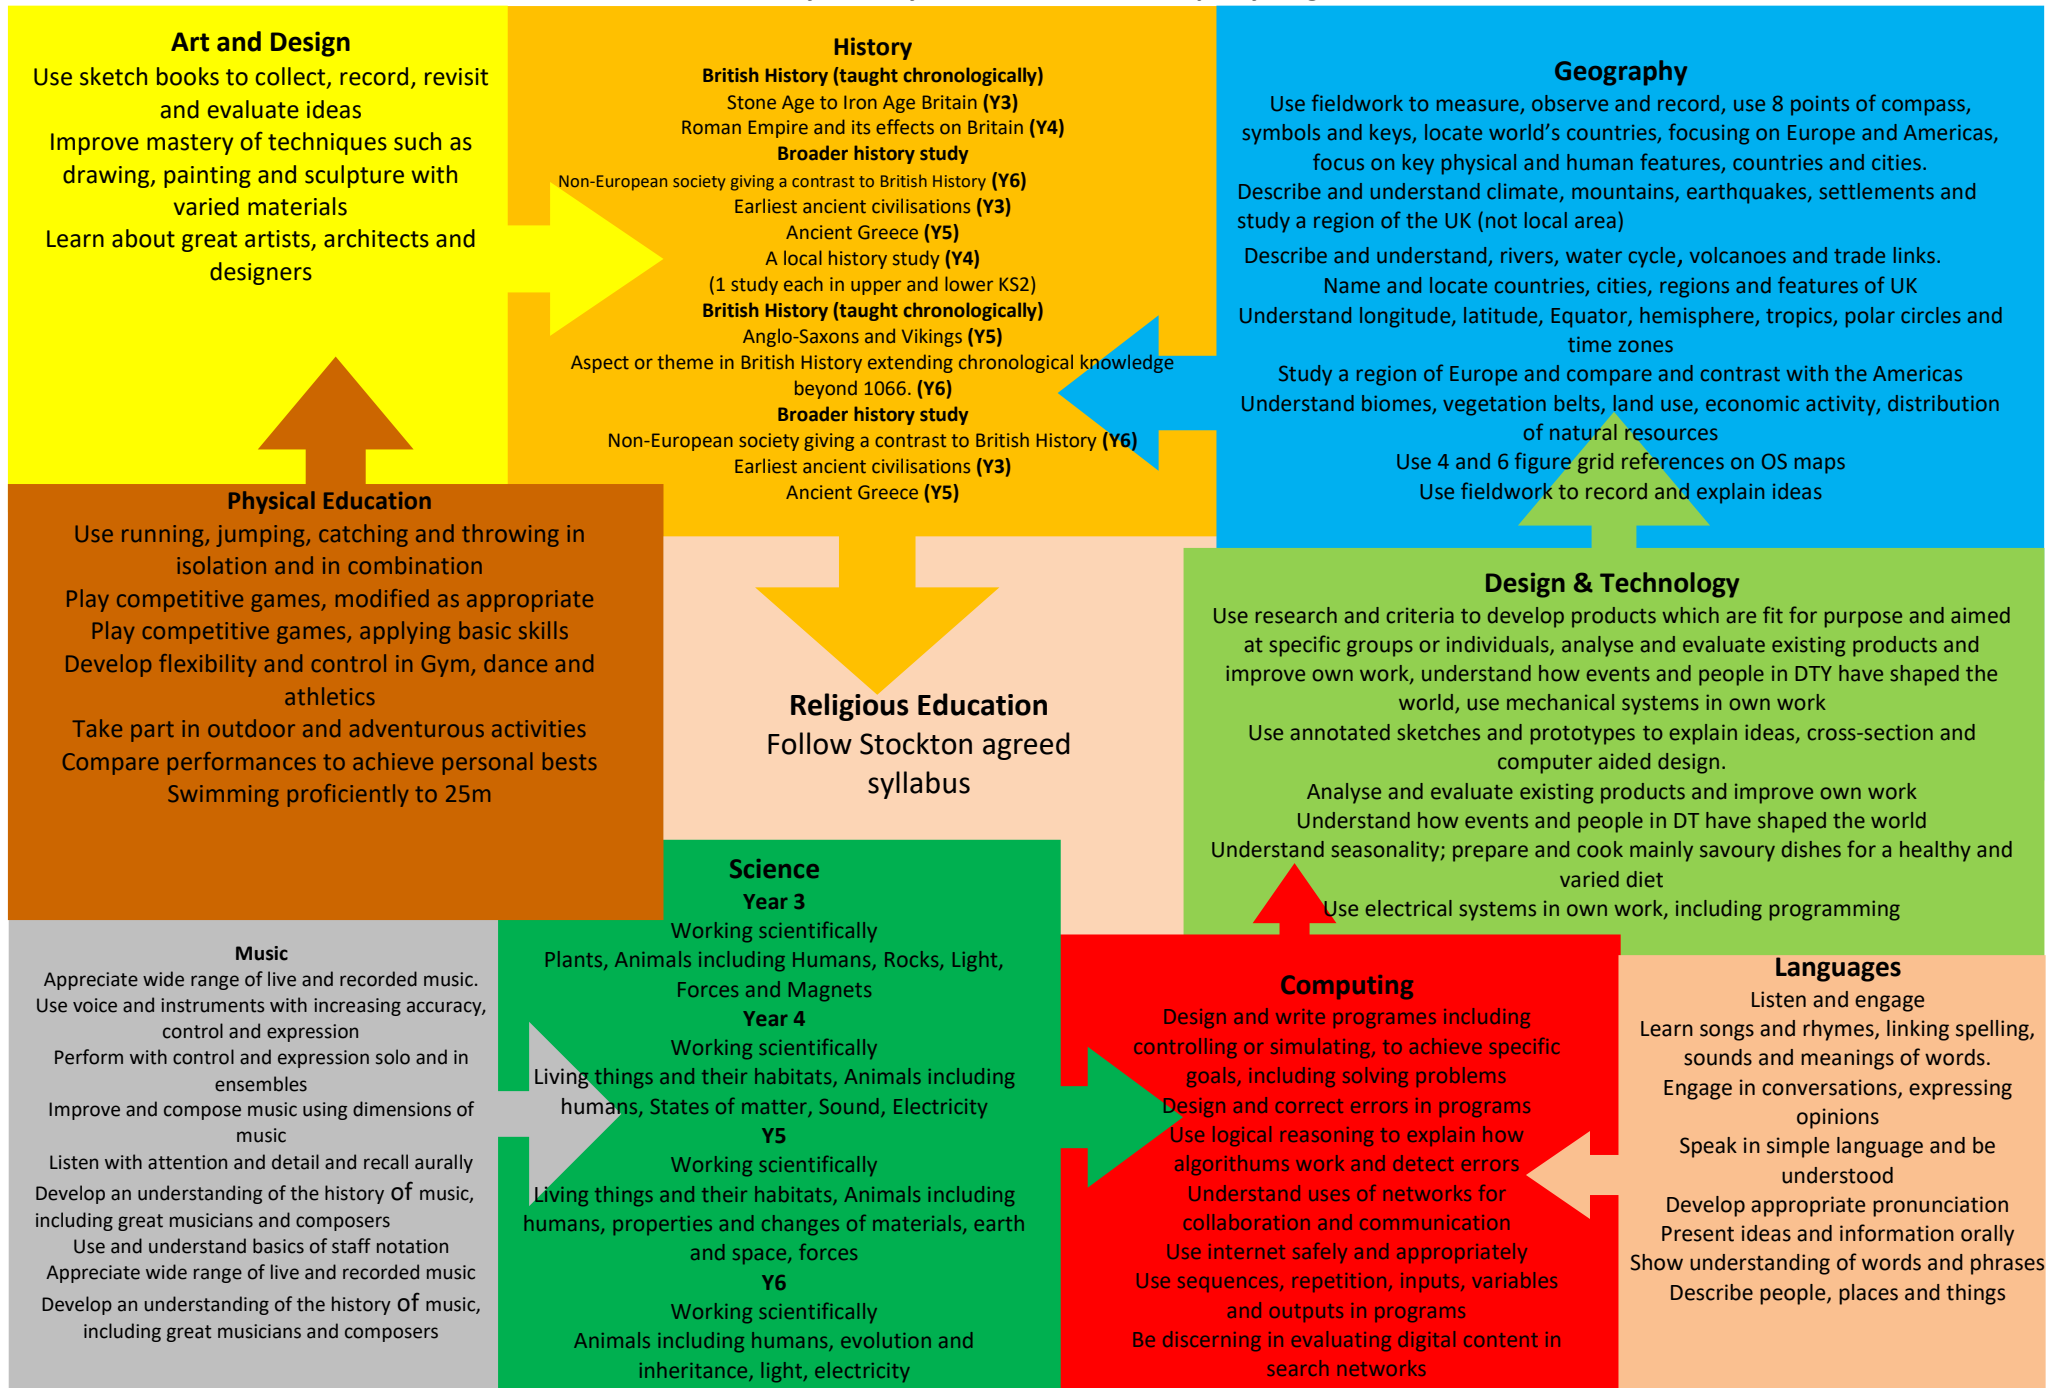 Art and Design
Use sketch books to collect, record, revisit
and evaluate ideas
Improve mastery of techniques such as
drawing, painting and sculpture with
varied materials
Learn about great artists, architects and
designers
History
British History (taught chronologically)
Stone Age to Iron Age Britain (Y3)
Roman Empire and its effects on Britain (Y4)
Broader history study
Non-European society giving a contrast to British History (Y6)
Earliest ancient civilisations (Y3)
Ancient Greece (Y5)
A local history study (Y4)
(1 study each in upper and lower KS2)
British History (taught chronologically)
Anglo-Saxons and Vikings (Y5)
Aspect or theme in British History extending chronological knowledge
beyond 1066. (Y6)
Broader history study
Non-European society giving a contrast to British History (Y6)
Earliest ancient civilisations (Y3)
Ancient Greece (Y5)
Geography
Use fieldwork to measure, observe and record, use 8 points of compass,
symbols and keys, locate world's countries, focusing on Europe and Americas,
focus on key physical and human features, countries and cities.
Describe and understand climate, mountains, earthquakes, settlements and
study a region of the UK (not local area)
Describe and understand, rivers, water cycle, volcanoes and trade links.
Name and locate countries, cities, regions and features of UK
Understand longitude, latitude, Equator, hemisphere, tropics, polar circles and
time zones
Study a region of Europe and compare and contrast with the Americas
Understand biomes, vegetation belts, land use, economic activity, distribution
of natural resources
Use 4 and 6 figure grid references on OS maps
Use fieldwork to record and explain ideas
Physical Education
Use running, jumping, catching and throwing in
isolation and in combination
Play competitive games, modified as appropriate
Play competitive games, applying basic skills
Develop flexibility and control in Gym, dance and
athletics
Take part in outdoor and adventurous activities
Compare performances to achieve personal bests
Swimming proficiently to 25m
Religious Education
Follow Stockton agreed
syllabus
Design & Technology
Use research and criteria to develop products which are fit for purpose and aimed
at specific groups or individuals, analyse and evaluate existing products and
improve own work, understand how events and people in DTY have shaped the
world, use mechanical systems in own work
Use annotated sketches and prototypes to explain ideas, cross-section and
computer aided design.
Analyse and evaluate existing products and improve own work
Understand how events and people in DT have shaped the world
Understand seasonality; prepare and cook mainly savoury dishes for a healthy and
varied diet
Use electrical systems in own work, including programming
Music
Appreciate wide range of live and recorded music.
Use voice and instruments with increasing accuracy,
control and expression
Perform with control and expression solo and in
ensembles
Improve and compose music using dimensions of
music
Listen with attention and detail and recall aurally
Develop an understanding of the history of music,
including great musicians and composers
Use and understand basics of staff notation
Appreciate wide range of live and recorded music
Develop an understanding of the history of music,
including great musicians and composers
Science
Year 3
Working scientifically
Plants, Animals including Humans, Rocks, Light,
Forces and Magnets
Year 4
Working scientifically
Living things and their habitats, Animals including
humans, States of matter, Sound, Electricity
Y5
Working scientifically
Living things and their habitats, Animals including
humans, properties and changes of materials, earth
and space, forces
Y6
Working scientifically
Animals including humans, evolution and
inheritance, light, electricity
Computing
Design and write programes including
controlling or simulating, to achieve specific
goals, including solving problems
Design and correct errors in programs
Use logical reasoning to explain how
algorithums work and detect errors
Understand uses of networks for
collaboration and communication
Use internet safely and appropriately
Use sequences, repetition, inputs, variables
and outputs in programs
Be discerning in evaluating digital content in
search networks
Languages
Listen and engage
Learn songs and rhymes, linking spelling,
sounds and meanings of words.
Engage in conversations, expressing
opinions
Speak in simple language and be
understood
Develop appropriate pronunciation
Present ideas and information orally
Show understanding of words and phrases
Describe people, places and things